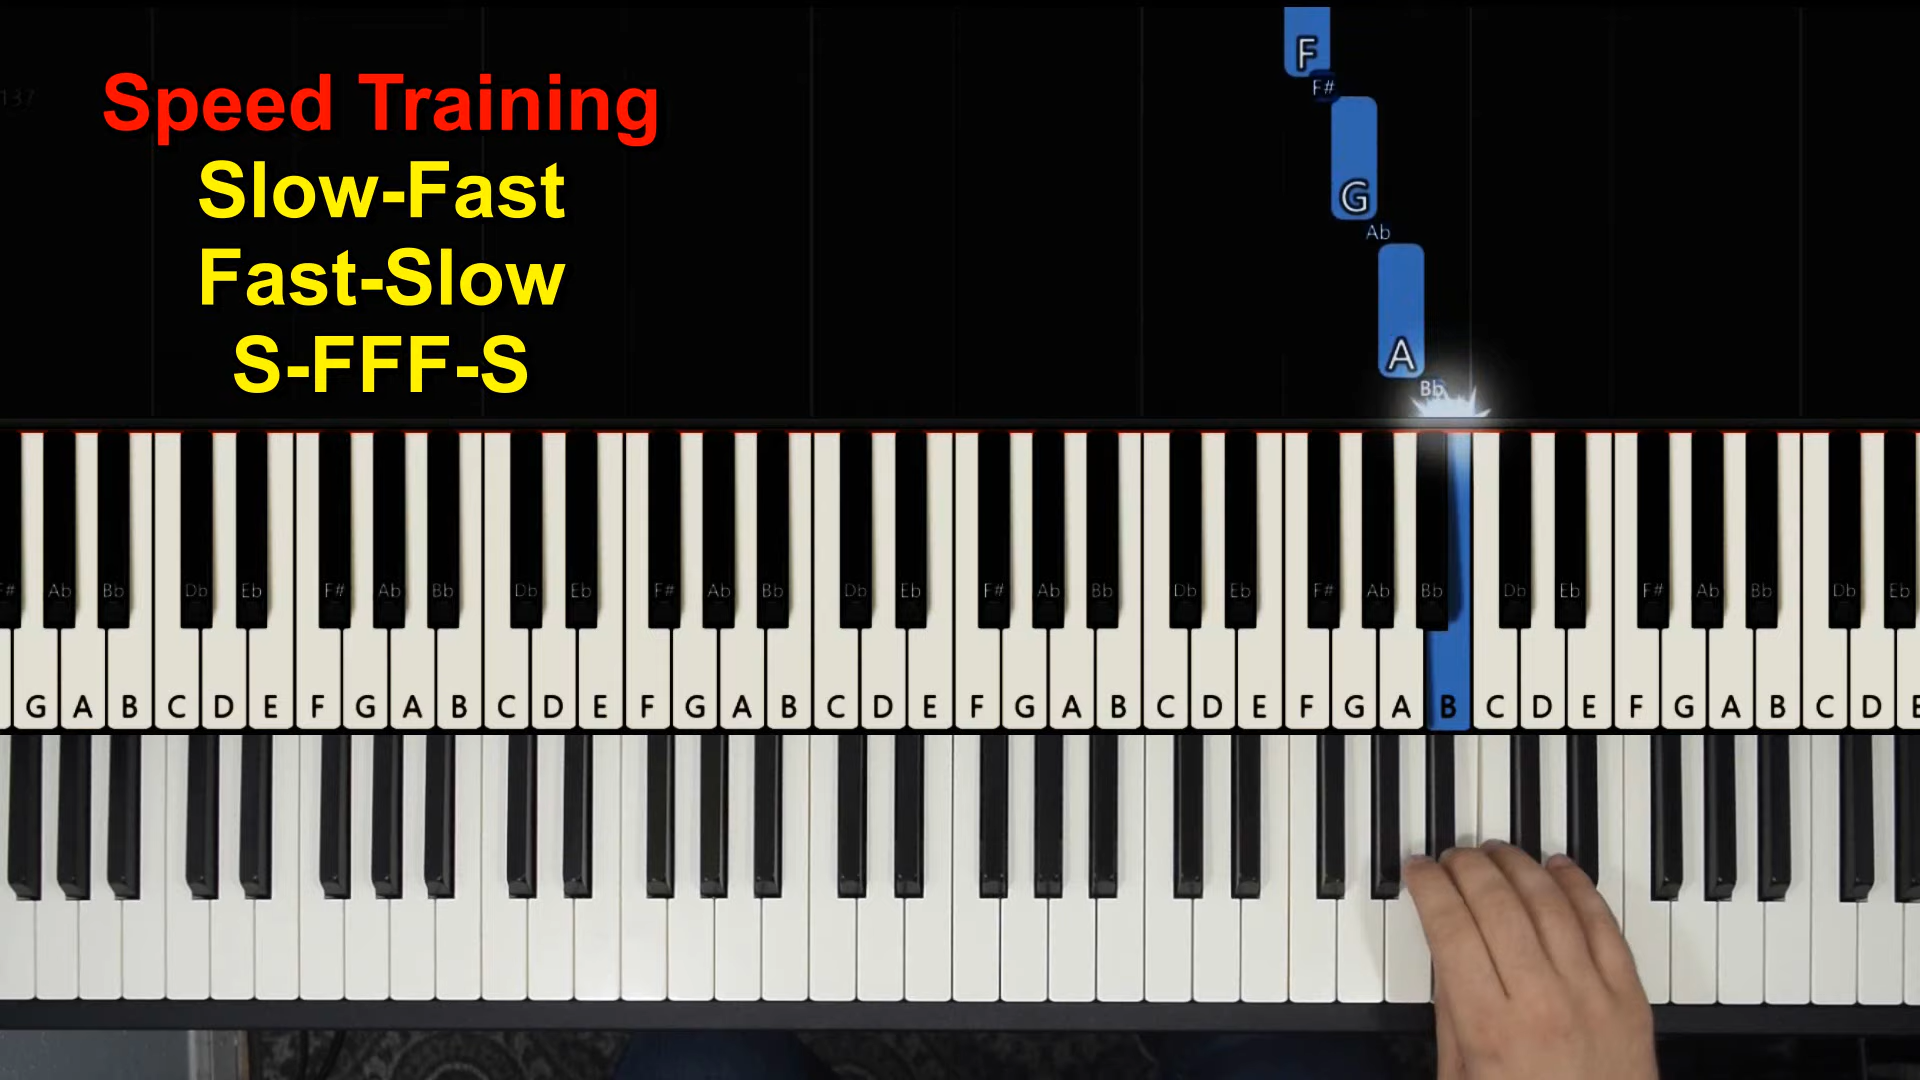 Speed Training
137
Slow-Fast
Fast-Slow
S-FFF-S
F
F#
G
Ab
A
Bb
F# Ab Bb Db Eb F# Ab Bb Db Eb F# Ab Bb Db Eb F# Ab Bb Db Eb F# Ab Bb Db Eb F# Ab Bb Db Eb
G A B C D E F G A B C D E F G A B C D E F G A B C D E F G A B C D E F G A B C D E